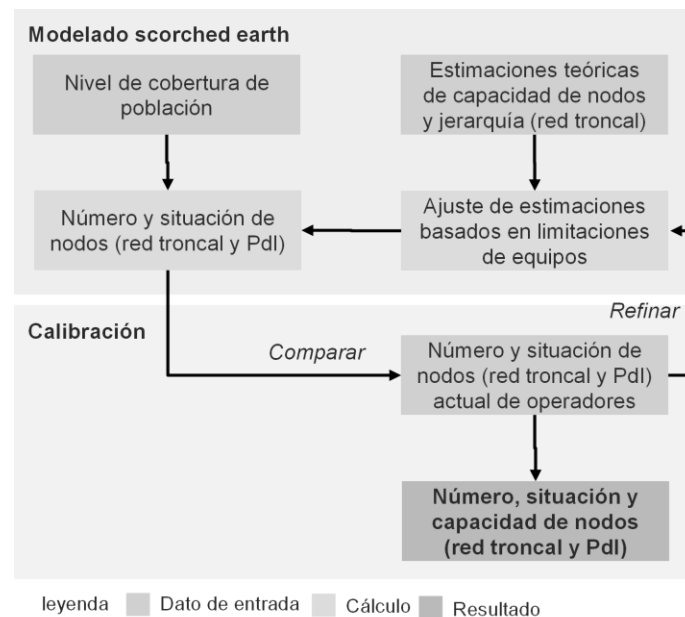 Modelado scorched earth
Nivel de cobertura de
población
Estimaciones teóricas
de capacidad de nodos
y jerarquía (red troncal)
Número y situación de
nodos (red troncal y PdI)
Ajuste de estimaciones
basados en limitaciones
de equipos
Refinar
Calibración
Comparar
Número y situación de
nodos (red troncal y PdI)
actual de operadores
Número, situación y
capacidad de nodos
(red troncal y PdI)
leyenda Dato de entrada Cálculo Resultado